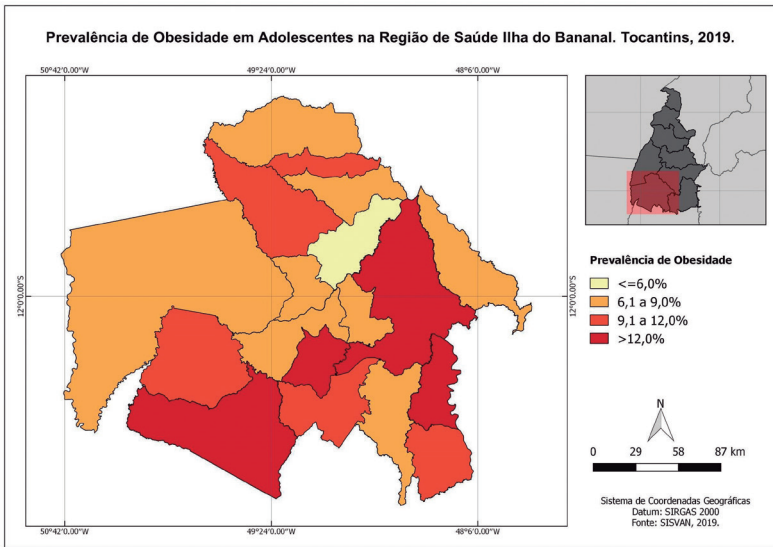 Prevalência de Obesidade em Adolescentes na Região de Saúde Ilha do Bananal. Tocantins, 2019.
50°42'0.00"W 49°24'0.00"W 48°6'0.00"W
12°0.00"S 12°0.00"S
Prevalência de Obesidade
<=6,0%
6,1 a 9,0%
9,1 a 12,0%
>12,0%
N
0 29 58 87 km
50°42'0.00"W 49°24'0.00"W 48°6'0.00"W
Sistema de Coordenadas Geográficas
Datum: SIRGAS 2000
Fonte: SISVAN, 2019.